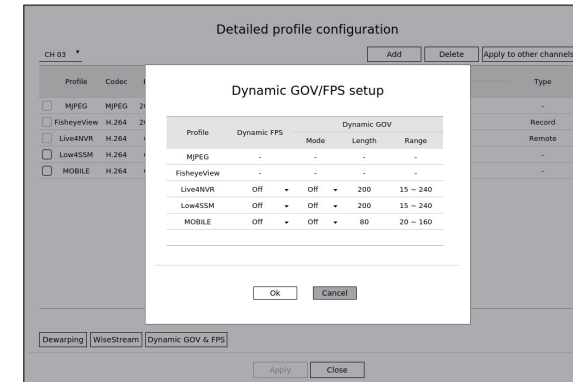 Detailed profile configuration
CH 03
Add Delete Apply to other channels
Profile Codec Type
MJPEG MJPEG -
FisheyeView H.264 Record
Live4NVR H.264 Remote
Low4SSM H.264 -
MOBILE H.264 -
Dynamic GOV/FPS setup
Profile Dynamic FPS Dynamic GOV
Mode Length Range
MJPEG - - - -
FisheyeView - - - -
Live4NVR Off Off 200 15 ~ 240
Low4SSM Off Off 200 15 ~ 240
MOBILE Off Off 80 20 ~ 160
Ok Cancel
Dewarping WiseStream Dynamic GOV & FPS
Apply Close